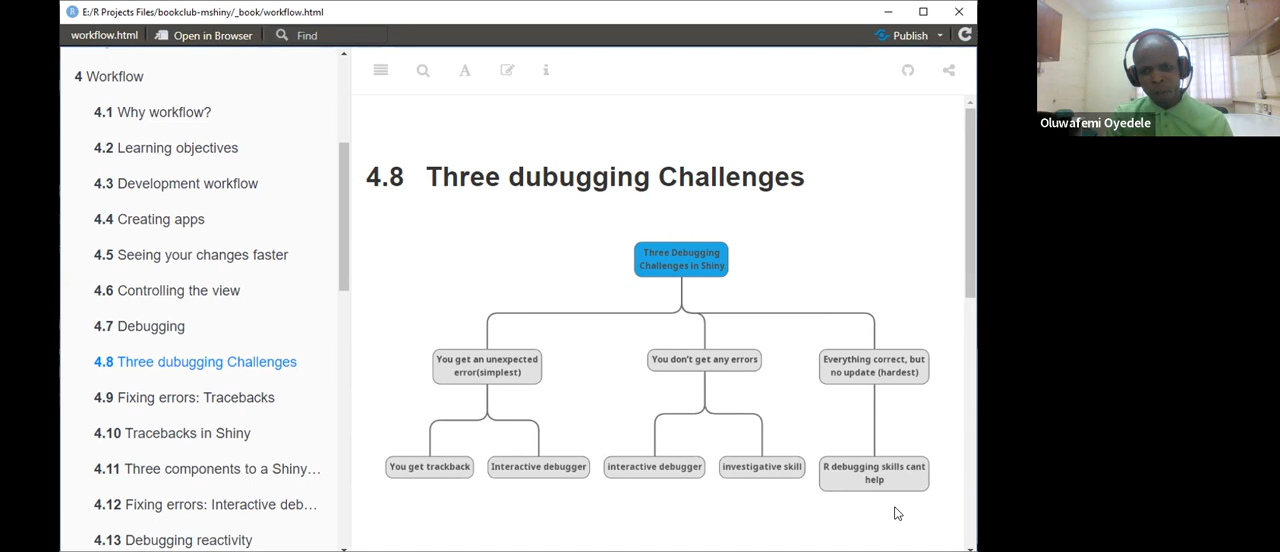 E:/R Projects Files/bookclub-mshiny/_book/workflow.html
workflow.html
Open in Browser
Find
Publish
4 Workflow
4.1 Why workflow?
4.2 Learning objectives
4.3 Development workflow
4.4 Creating apps
4.5 Seeing your changes faster
4.6 Controlling the view
4.7 Debugging
4.8 Three dubugging Challenges
4.9 Fixing errors: Tracebacks
4.10 Tracebacks in Shiny
4.11 Three components to a Shiny…
4.12 Fixing errors: Interactive deb…
4.13 Debugging reactivity
4.8 Three dubugging Challenges
Three Debugging
Challenges in Shiny
You get an unexpected
error(simplest)
You don't get any errors
Everything correct, but
no update (hardest)
You get trackback
Interactive debugger
interactive debugger
investigative skill
R debugging skills cant
help
Oluwafemi Oyedele